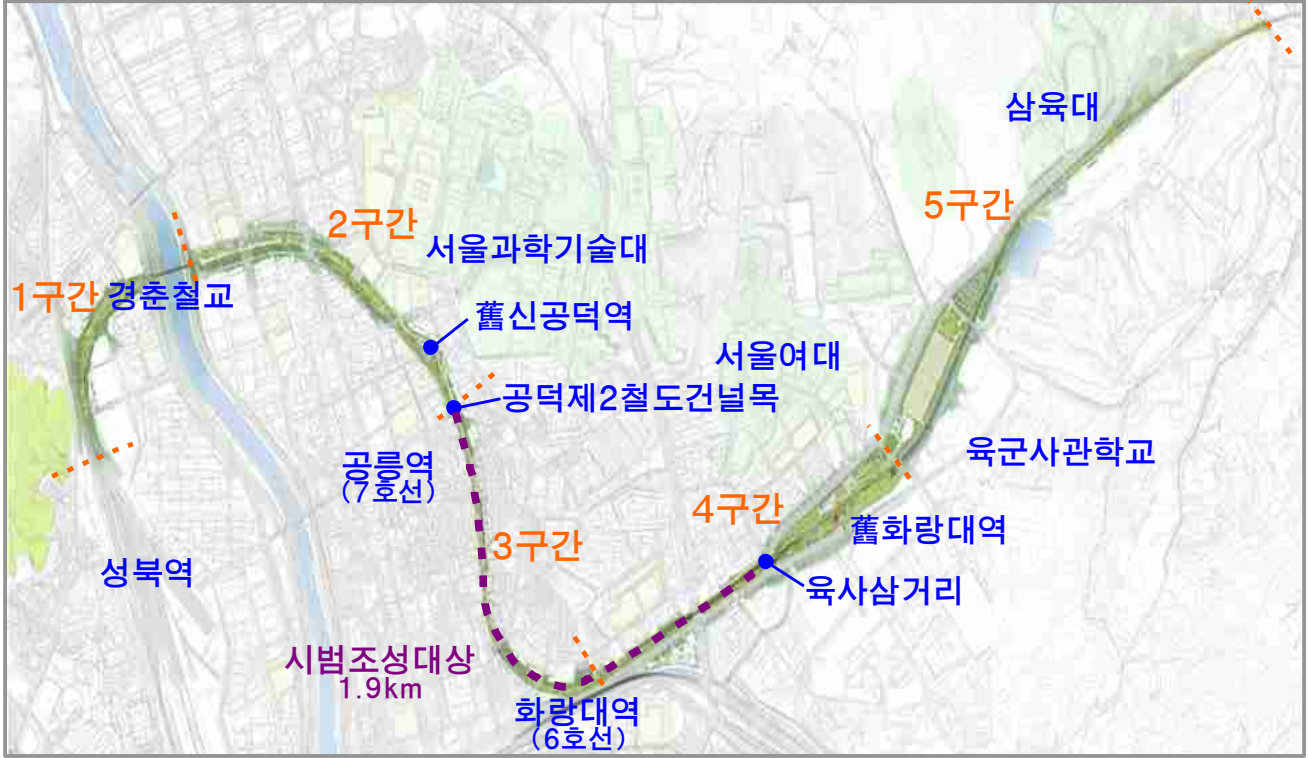 삼육대
5구간
2구간
서울과학기술대
1구간
경춘철교
舊신공덕역
서울여대
공덕제2철도건널목
육군사관학교
공릉역
(7호선)
4구간
舊화랑대역
3구간
성북역
육사삼거리
시범조성대상
1.9km
화랑대역
(6호선)